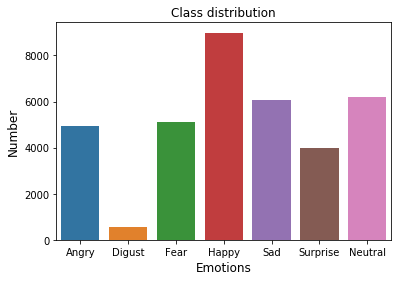 Class distribution
Number
8000
6000
4000
2000
0
Angry Digust Fear Happy Sad Surprise Neutral
Emotions